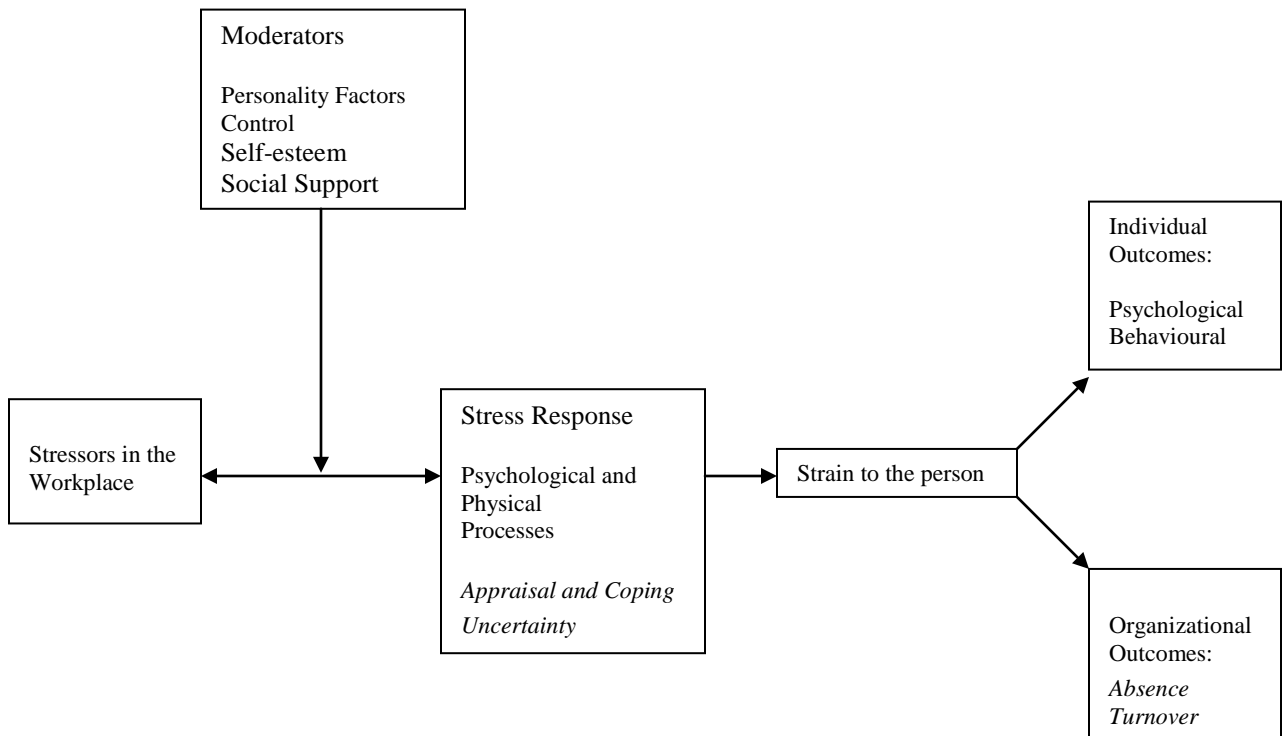 Moderators
Personality Factors
Control
Self-esteem
Social Support
Individual
Outcomes:
Psychological
Behavioural
Stressors in the
Workplace
Stress Response
Psychological and
Physical
Processes
Appraisal and Coping
Uncertainty
Strain to the person
Organizational
Outcomes:
Absence
Turnover